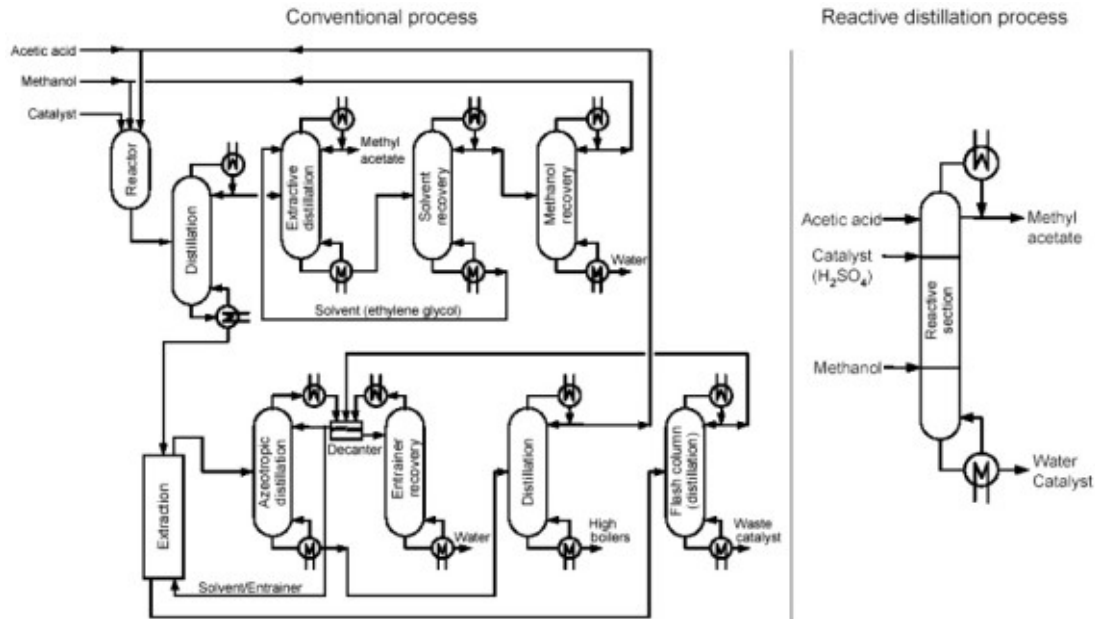 Conventional process
Reactive distillation process
Acetic acid
Methanol
Catalyst
Reactor
Distillation
Extractive
distillation
Methyl
acetate
Solvent
recovery
Methanol
recovery
Water
Solvent (ethylene glycol)
Extraction
Azeotropic
distillation
Decanter
Entrainer
recovery
Water
Distillation
High
boilers
Flash column
(distillation)
Waste
catalyst
Solvent/Entrainer
Acetic acid
Methyl
acetate
Catalyst
(H₂SO₄)
Reactive
section
Methanol
Water
Catalyst